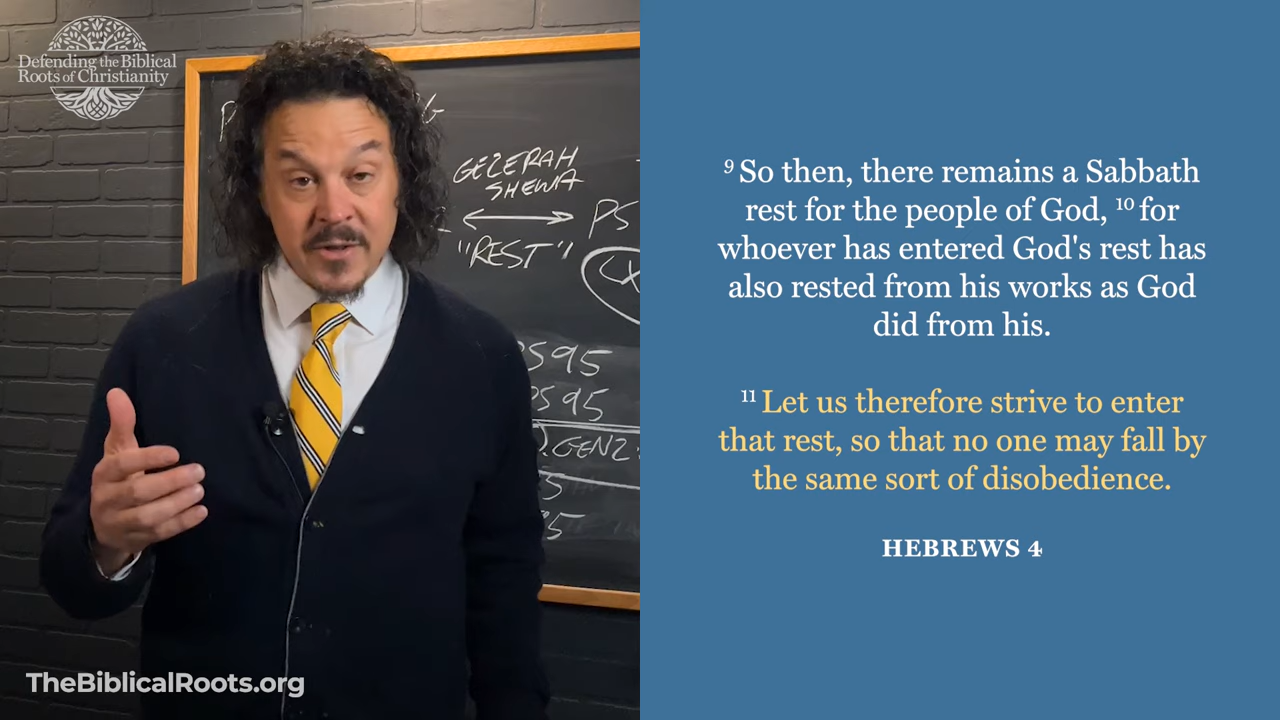 Defending the Biblical
Roots of Christianity
GEZERAH
SHEWA
PS
"REST"
PS95
PS95
GEN2
TheBiblicalRoots.org
9 So then, there remains a Sabbath
rest for the people of God, 10 for
whoever has entered God's rest has
also rested from his works as God
did from his.
11 Let us therefore strive to enter
that rest, so that no one may fall by
the same sort of disobedience.
HEBREWS 4